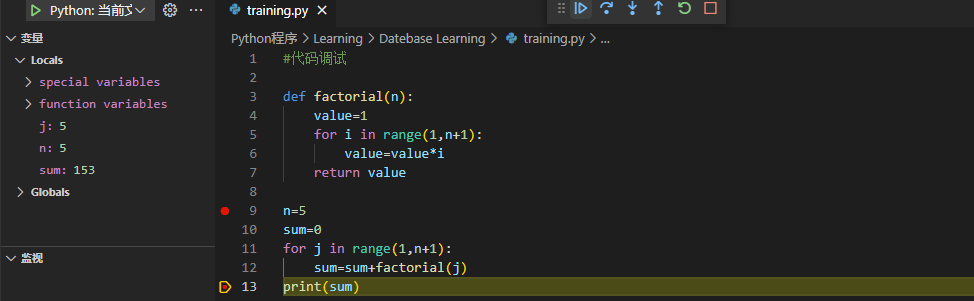 Python: 当前文
training.py
变量
Locals
special variables
function variables
j: 5
n: 5
sum: 153
Globals
监视
Python程序 > Learning > Datebase Learning > training.py > ...
1 #代码调试
2
3 def factorial(n):
4 value=1
5 for i in range(1,n+1):
6 value=value*i
7 return value
8
9 n=5
10 sum=0
11 for j in range(1,n+1):
12 sum=sum+factorial(j)
13 print(sum)